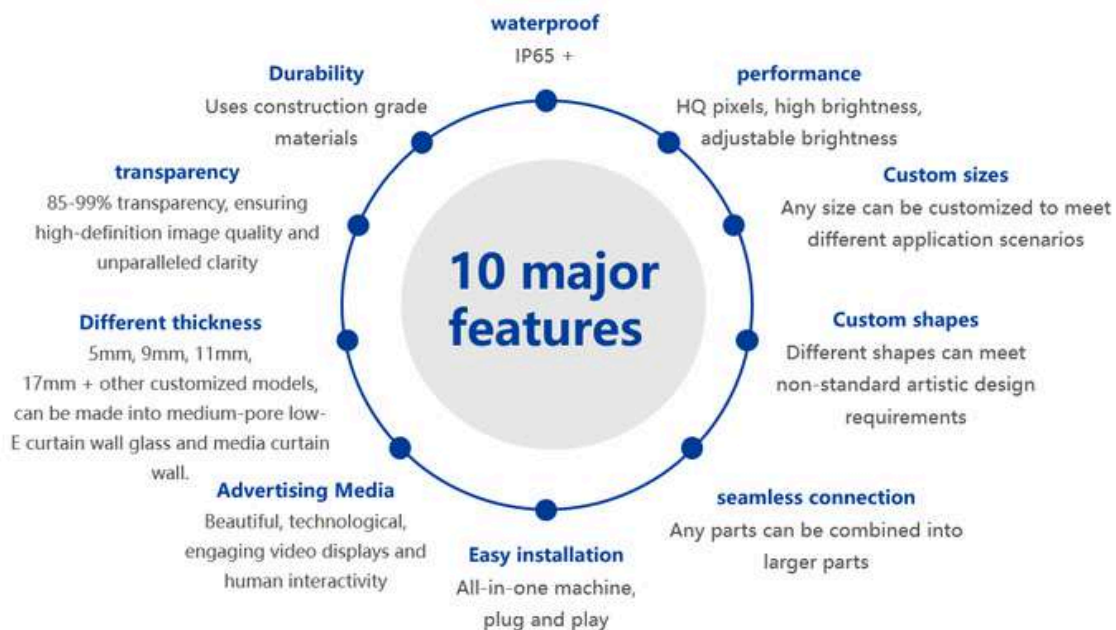 waterproof
IP65 +
performance
HQ pixels, high brightness,
adjustable brightness
Custom sizes
Any size can be customized to meet
different application scenarios
Custom shapes
Different shapes can meet
non-standard artistic design
requirements
seamless connection
Any parts can be combined into
larger parts
Easy installation
All-in-one machine,
plug and play
Advertising Media
Beautiful, technological,
engaging video displays and
human interactivity
Different thickness
5mm, 9mm, 11mm,
17mm + other customized models,
can be made into medium-pore low-
E curtain wall glass and media curtain
wall.
transparency
85-99% transparency, ensuring
high-definition image quality and
unparalleled clarity
Durability
Uses construction grade
materials
10 major
features